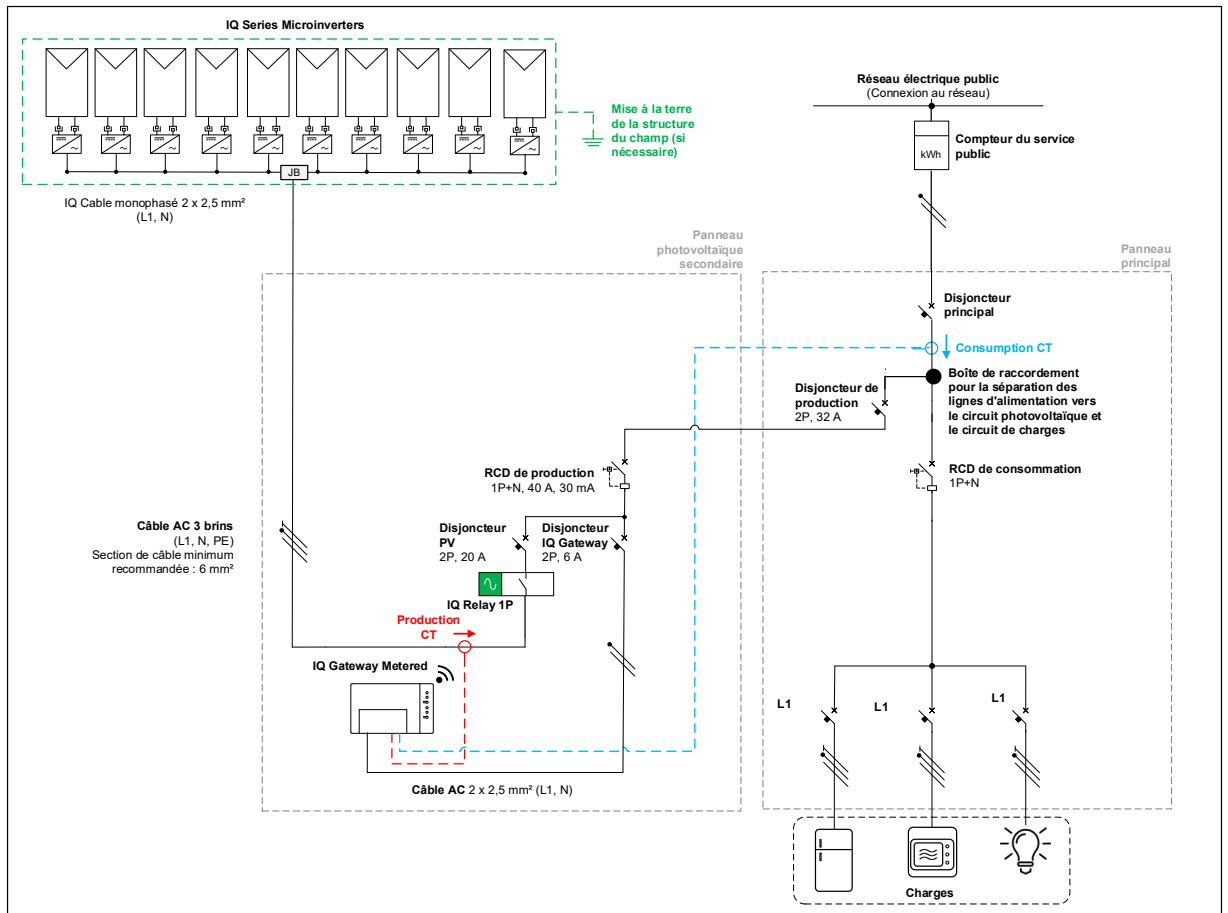 IQ Series Microinverters
Mise à la terre
de la structure
du champ (si
nécessaire)
JB
IQ Cable monophasé 2 x 2,5 mm²
(L1, N)
Réseau électrique public
(Connexion au réseau)
kWh
Compteur du service
public
Panneau
photovoltaïque
secondaire
Panneau
principal
Disjoncteur
principal
Consumption CT
Boîte de raccordement
pour la séparation des
lignes d'alimentation vers
le circuit photovoltaïque et
le circuit de charges
Disjoncteur de
production
2P, 32 A
RCD de production
1P+N, 40 A, 30 mA
RCD de consommation
1P+N
Câble AC 3 brins
(L1, N, PE)
Section de câble minimum
recommandée : 6 mm²
Disjoncteur
PV
2P, 20 A
Disjoncteur
IQ Gateway
2P, 6 A
IQ Relay 1P
Production
CT
IQ Gateway Metered
Câble AC 2 x 2,5 mm² (L1, N)
L1
L1
L1
Charges